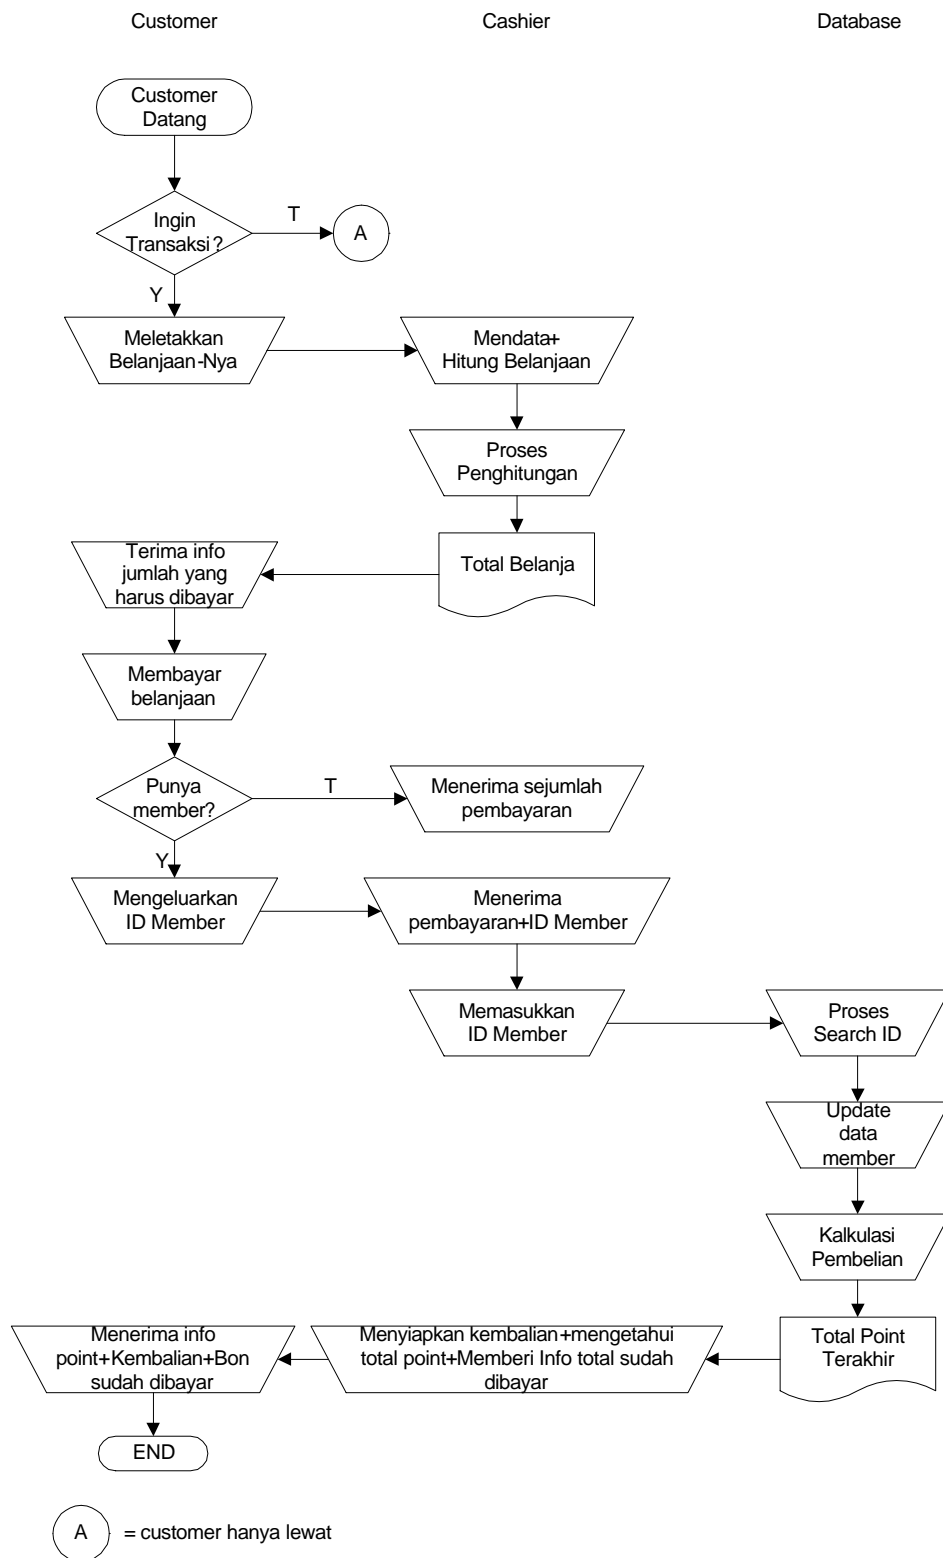 Customer
Cashier
Database
Customer
Datang
Ingin
Transaksi?
T
A
Y
Meletakkan
Belanjaan-Nya
Mendata+
Hitung Belanjaan
Proses
Penghitungan
Total Belanja
Terima info
jumlah yang
harus dibayar
Membayar
belanjaan
Punya
member?
T
Menerima sejumlah
pembayaran
Y
Mengeluarkan
ID Member
Menerima
pembayaran+ID Member
Memasukkan
ID Member
Proses
Search ID
Update
data
member
Kalkulasi
Pembelian
Total Point
Terakhir
Menyiapkan kembalian+mengetahui
total point+Memberi Info total sudah
dibayar
Menerima info
point+Kembalian+Bon
sudah dibayar
END
A
= customer hanya lewat